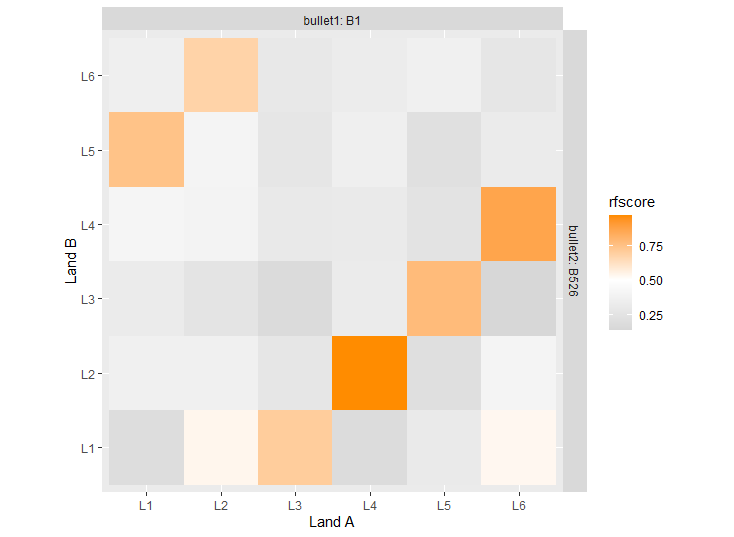 bullet1: B1
L6
L5
L4
L3
L2
L1
Land B
L1 L2 L3 L4 L5 L6
Land A
bullet2: B526
rfscore
0.75
0.50
0.25